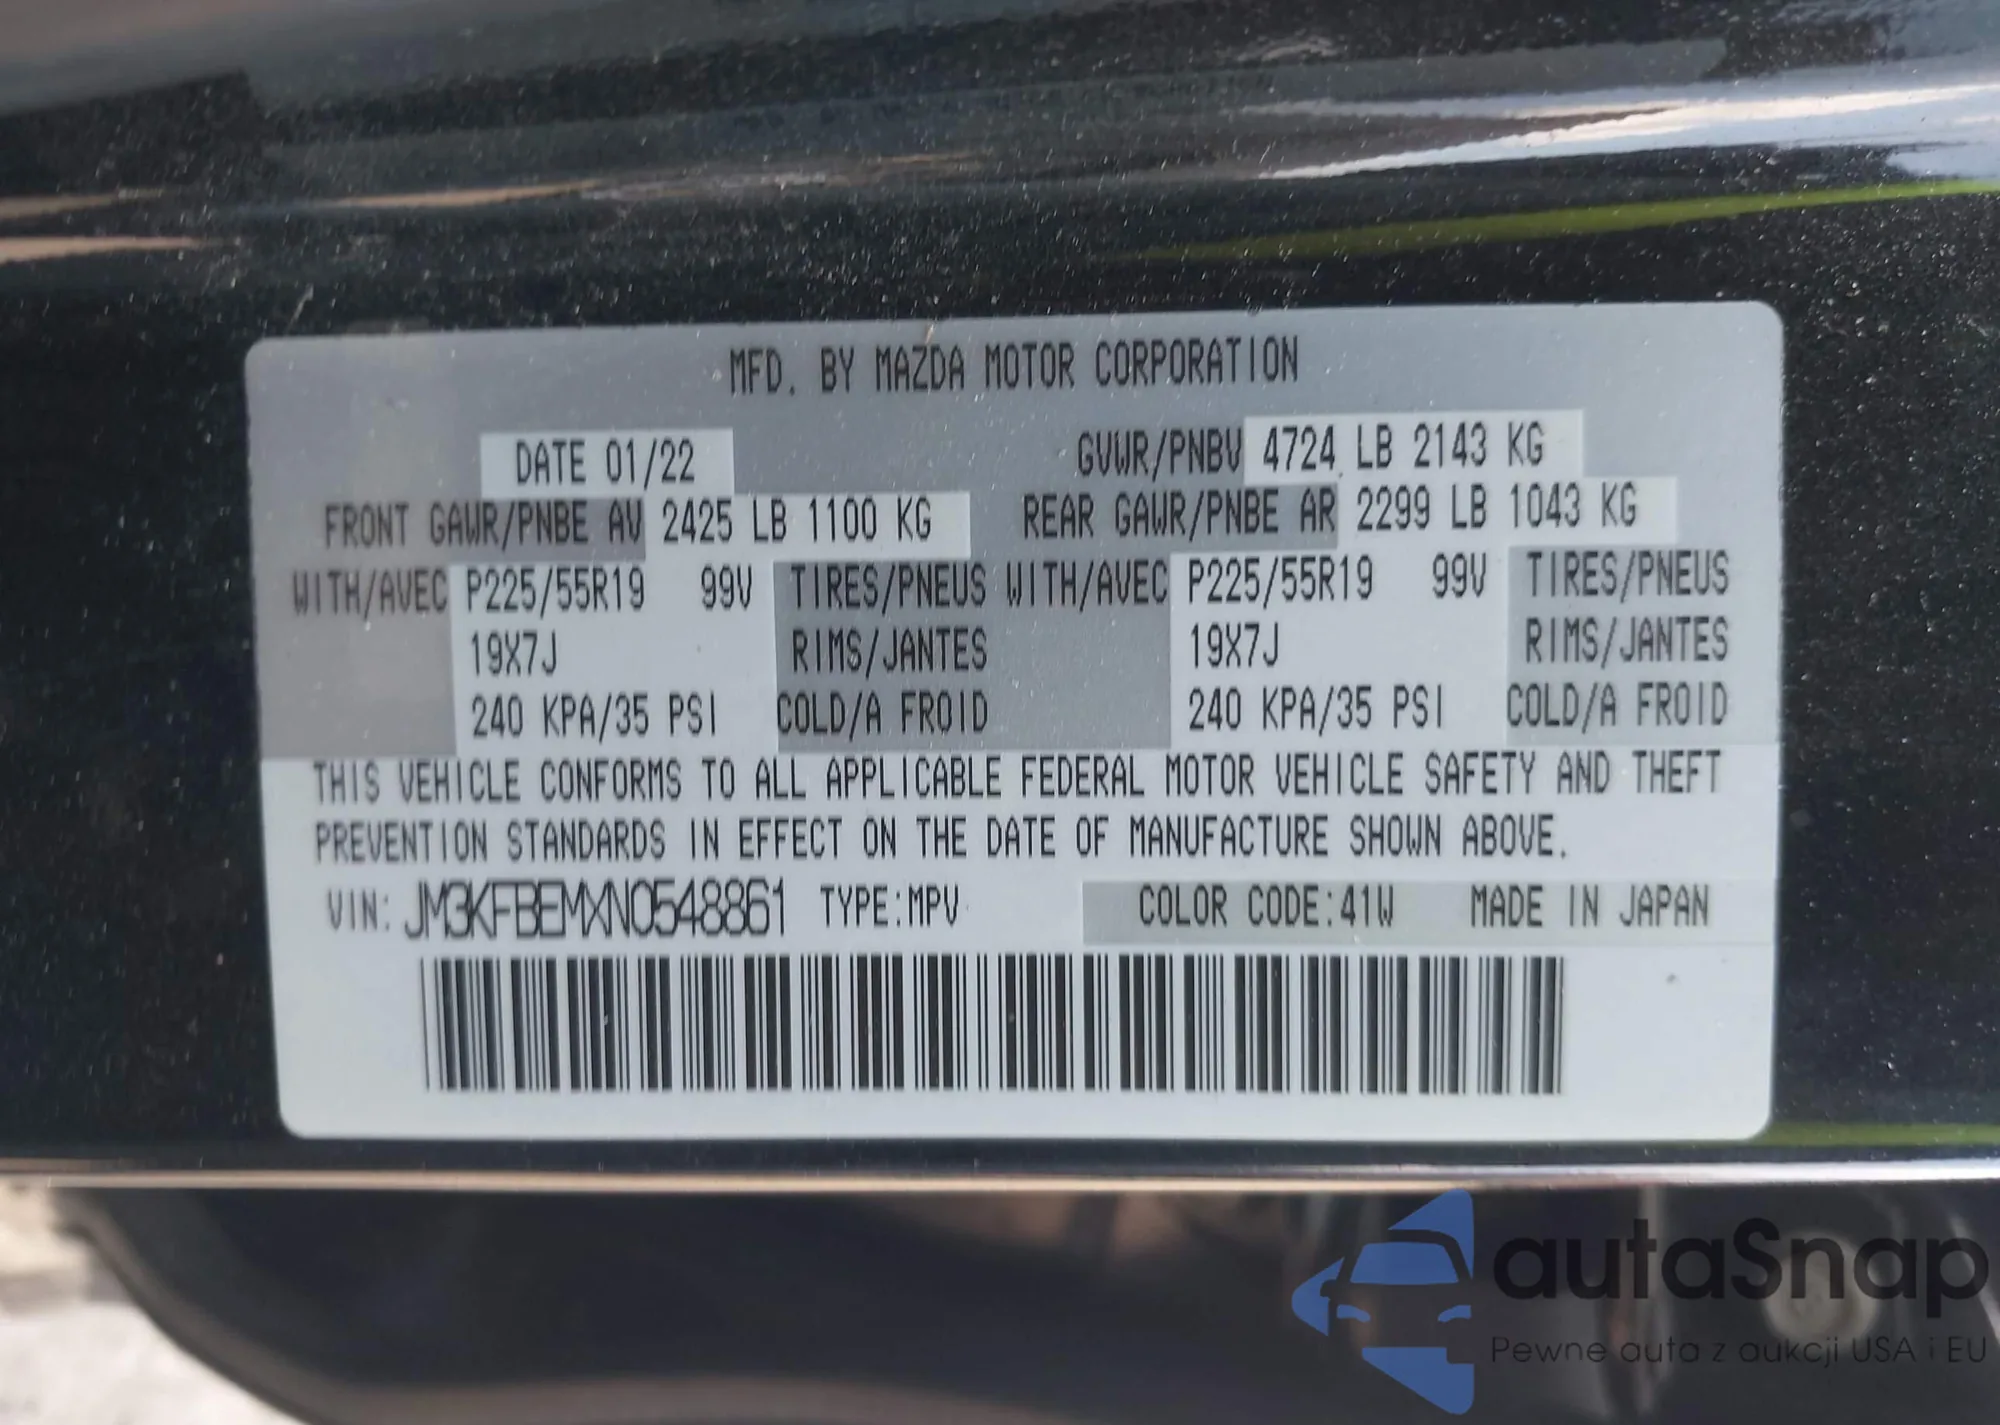 MFD. BY MAZDA MOTOR CORPORATION
DATE 01/22 GVWR/PNBV 4724 LB 2143 KG
FRONT GAWR/PNBE AV 2425 LB 1100 KG REAR GAWR/PNBE AR 2299 LB 1043 KG
WITH/AVEC P225/55R19 99V TIRES/PNEUS WITH/AVEC P225/55R19 99V TIRES/PNEUS
19X7J RIMS/JANTES 19X7J RIMS/JANTES
240 KPA/35 PSI COLD/A FROID 240 KPA/35 PSI COLD/A FROID
THIS VEHICLE CONFORMS TO ALL APPLICABLE FEDERAL MOTOR VEHICLE SAFETY AND THEFT
PREVENTION STANDARDS IN EFFECT ON THE DATE OF MANUFACTURE SHOWN ABOVE.
VIN: JM3KFBEMXN0548861 TYPE:MPV COLOR CODE:41W MADE IN JAPAN
autaSnap
Pewne auta z aukcji USA i EU